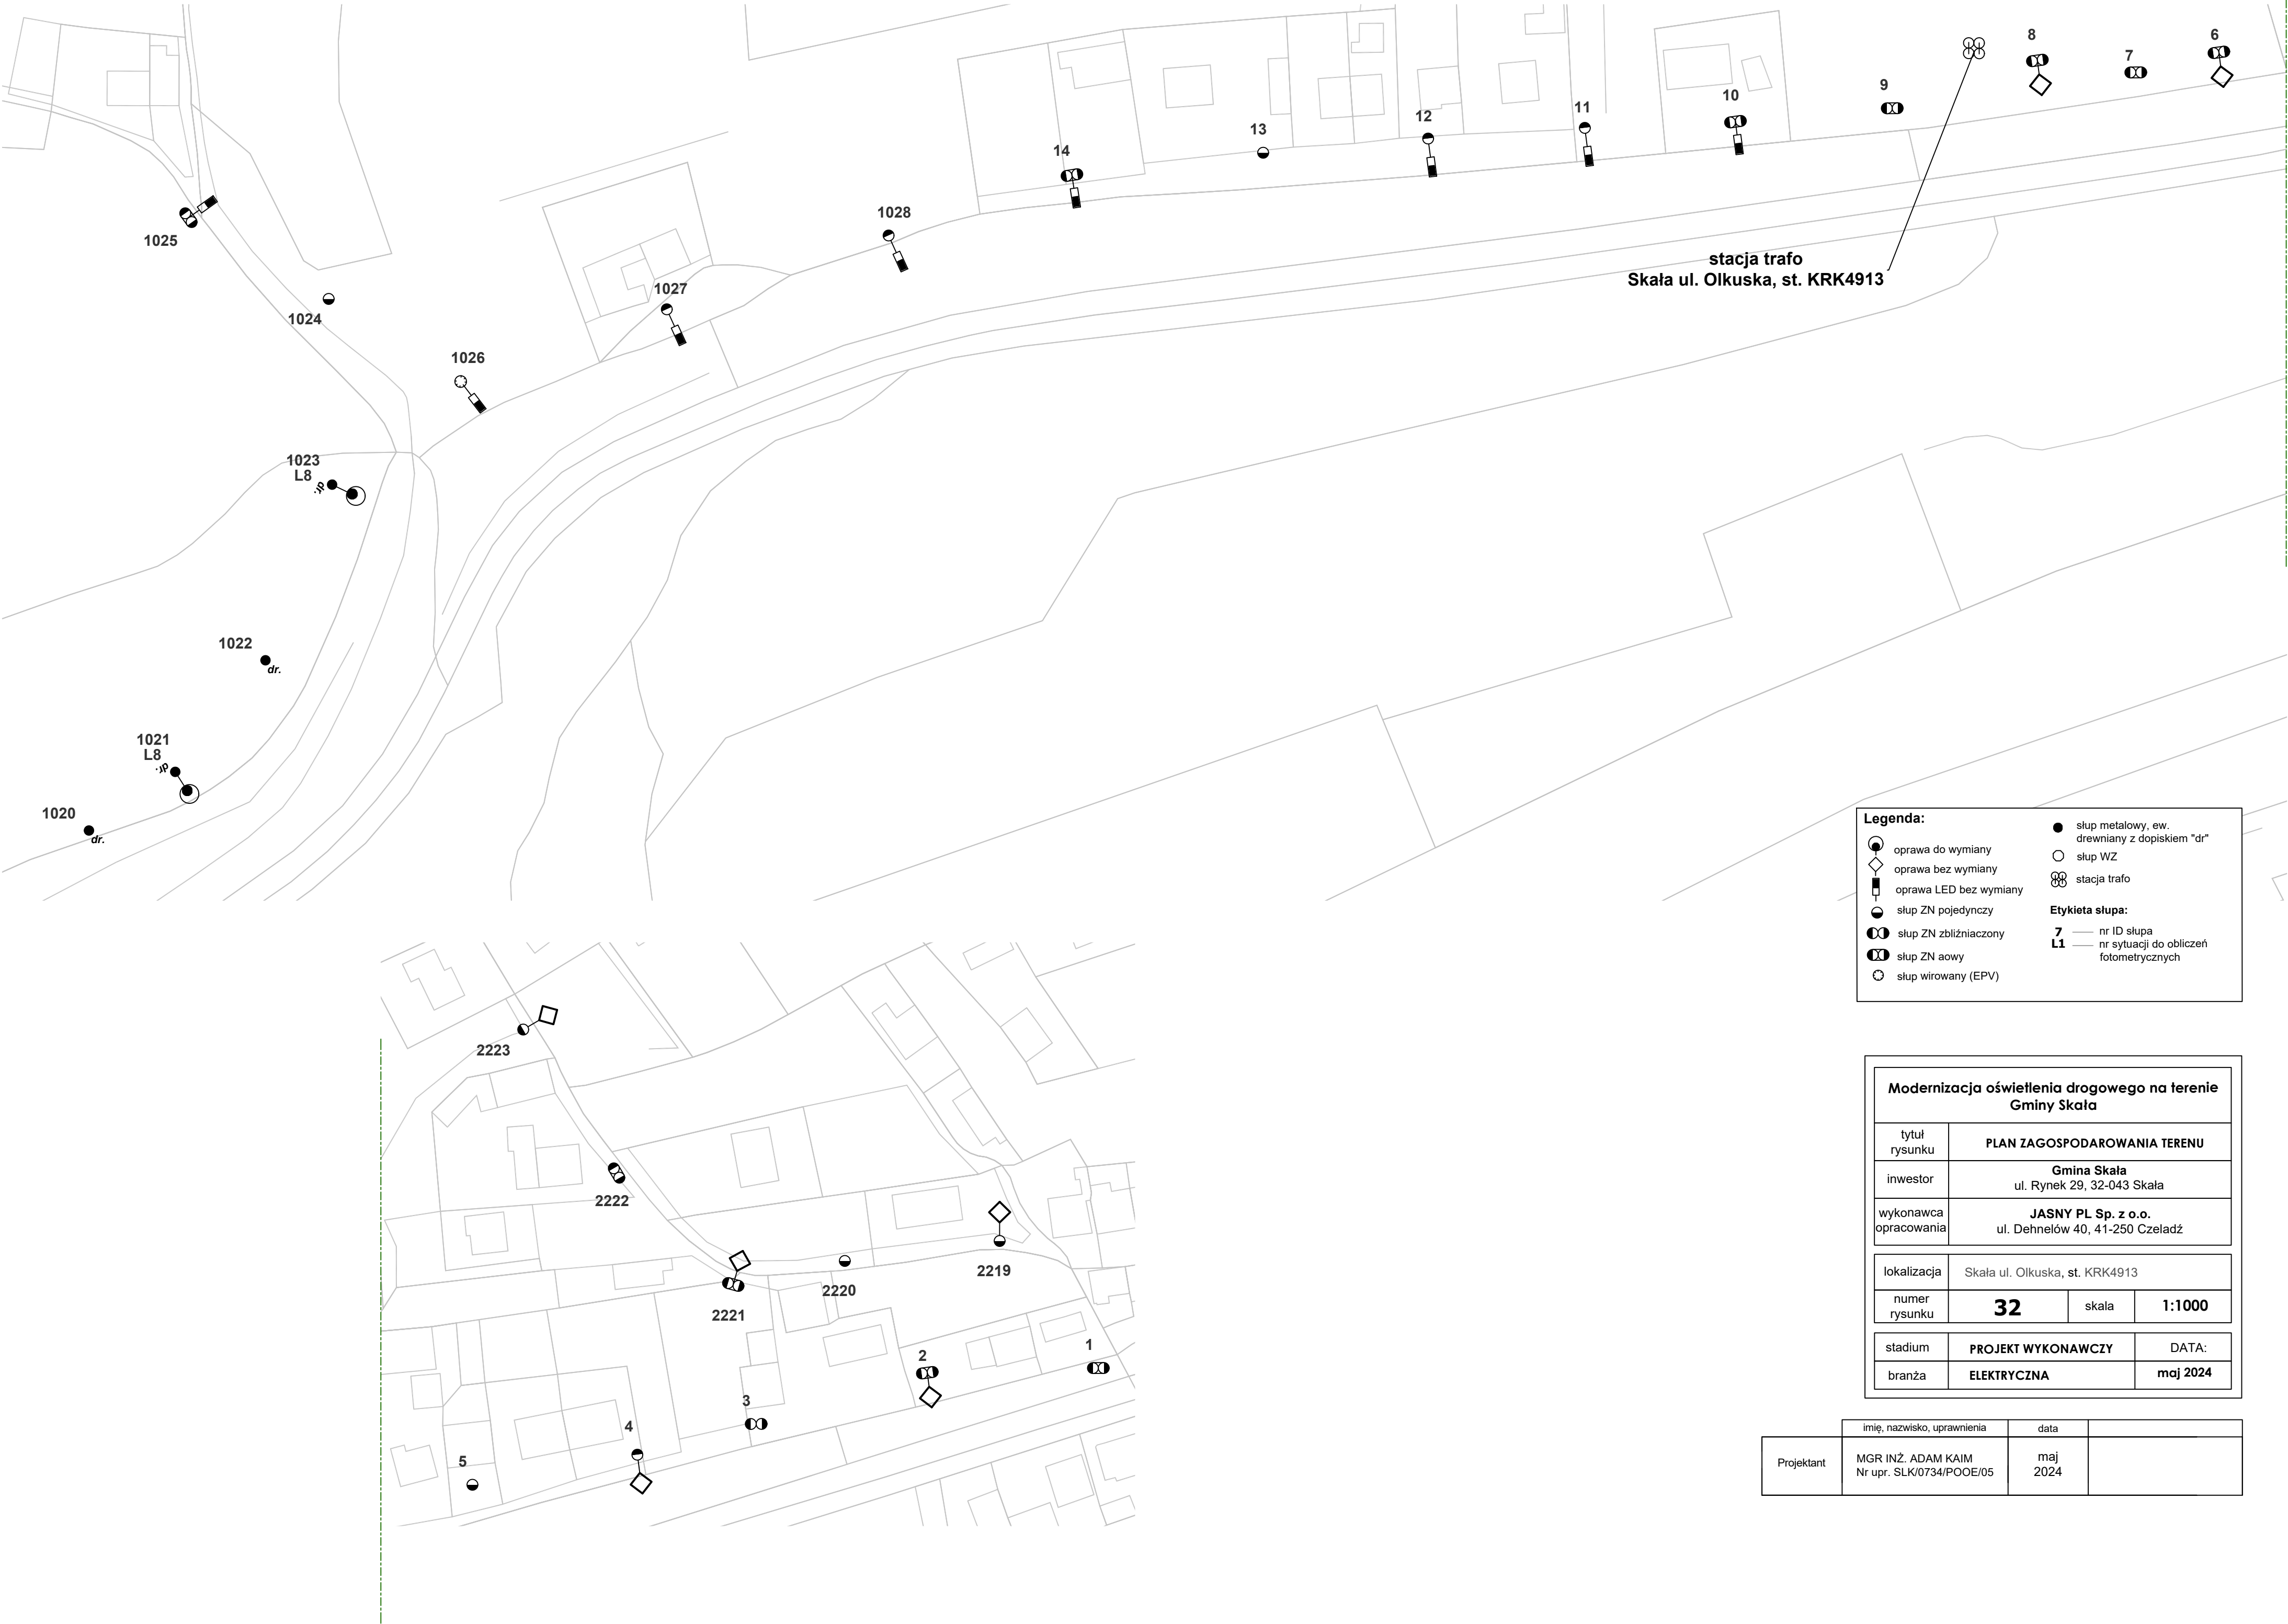 8
6
7
9
10
11
12
13
14
1028
1025
1024
1027
1026
stacja trafo
Skała ul. Olkuska, st. KRK4913
1023
L8
dr.
1022
dr.
1021
L8
dr.
1020
dr.
Legenda:
oprawa do wymiany
oprawa bez wymiany
oprawa LED bez wymiany
słup ZN pojedynczy
słup ZN zbliźniaczony
słup ZN aowy
słup wirowany (EPV)
słup metalowy, ew.
drewniany z dopiskiem "dr"
słup WZ
stacja trafo
Etykieta słupa:
7 nr ID słupa
L1 nr sytuacji do obliczeń
fotometrycznych
2223
2222
2221
2220
2219
1
2
3
4
5
Modernizacja oświetlenia drogowego na terenie
Gminy Skała
tytuł
rysunku
PLAN ZAGOSPODAROWANIA TERENU
inwestor
Gmina Skała
ul. Rynek 29, 32-043 Skała
wykonawca
opracowania
JASNY PL Sp. z o.o.
ul. Dehnelów 40, 41-250 Czeladź
lokalizacja
Skała ul. Olkuska, st. KRK4913
numer
rysunku
32
skala
1:1000
stadium
PROJEKT WYKONAWCZY
DATA:
branża
ELEKTRYCZNA
maj 2024
imię, nazwisko, uprawnienia
data
Projektant
MGR INŻ. ADAM KAIM
Nr upr. SLK/0734/POOE/05
maj
2024